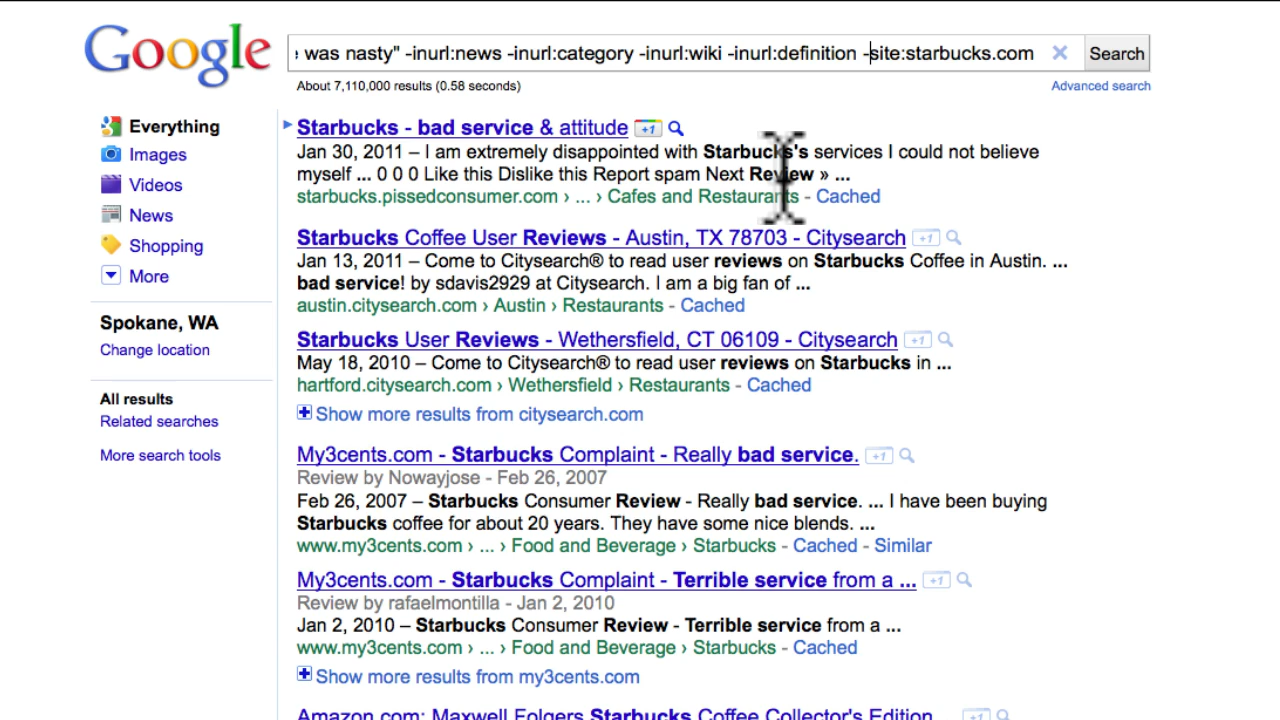 Google
: was nasty" -inurl:news -inurl:category -inurl:wiki -inurl:definition -site:starbucks.com
Search
About 7,110,000 results (0.58 seconds)
Advanced search
Everything
Images
Videos
News
Shopping
More
Spokane, WA
Change location
All results
Related searches
More search tools
Starbucks - bad service & attitude +1
Jan 30, 2011 – I am extremely disappointed with Starbucks's services I could not believe
myself ... 0 0 0 Like this Dislike this Report spam Next Review » ...
starbucks.pissedconsumer.com › ... › Cafes and Restaurants - Cached
Starbucks Coffee User Reviews - Austin, TX 78703 - Citysearch +1
Jan 13, 2011 – Come to Citysearch® to read user reviews on Starbucks Coffee in Austin. ...
bad service! by sdavis2929 at Citysearch. I am a big fan of ...
austin.citysearch.com › Austin › Restaurants - Cached
Starbucks User Reviews - Wethersfield, CT 06109 - Citysearch +1
May 18, 2010 – Come to Citysearch® to read user reviews on Starbucks in ...
hartford.citysearch.com › Wethersfield › Restaurants - Cached
Show more results from citysearch.com
My3cents.com - Starbucks Complaint - Really bad service. +1
Review by Nowayjose - Feb 26, 2007
Feb 26, 2007 – Starbucks Consumer Review - Really bad service. ... I have been buying
Starbucks coffee for about 20 years. They have some nice blends. ...
www.my3cents.com › ... › Food and Beverage › Starbucks - Cached - Similar
My3cents.com - Starbucks Complaint - Terrible service from a ... +1
Review by rafaelmontilla - Jan 2, 2010
Jan 2, 2010 – Starbucks Consumer Review - Terrible service from a ...
www.my3cents.com › ... › Food and Beverage › Starbucks - Cached
Show more results from my3cents.com
Amazon.com: Maxwell Folgers Starbucks Coffee Collector's Edition ... +1